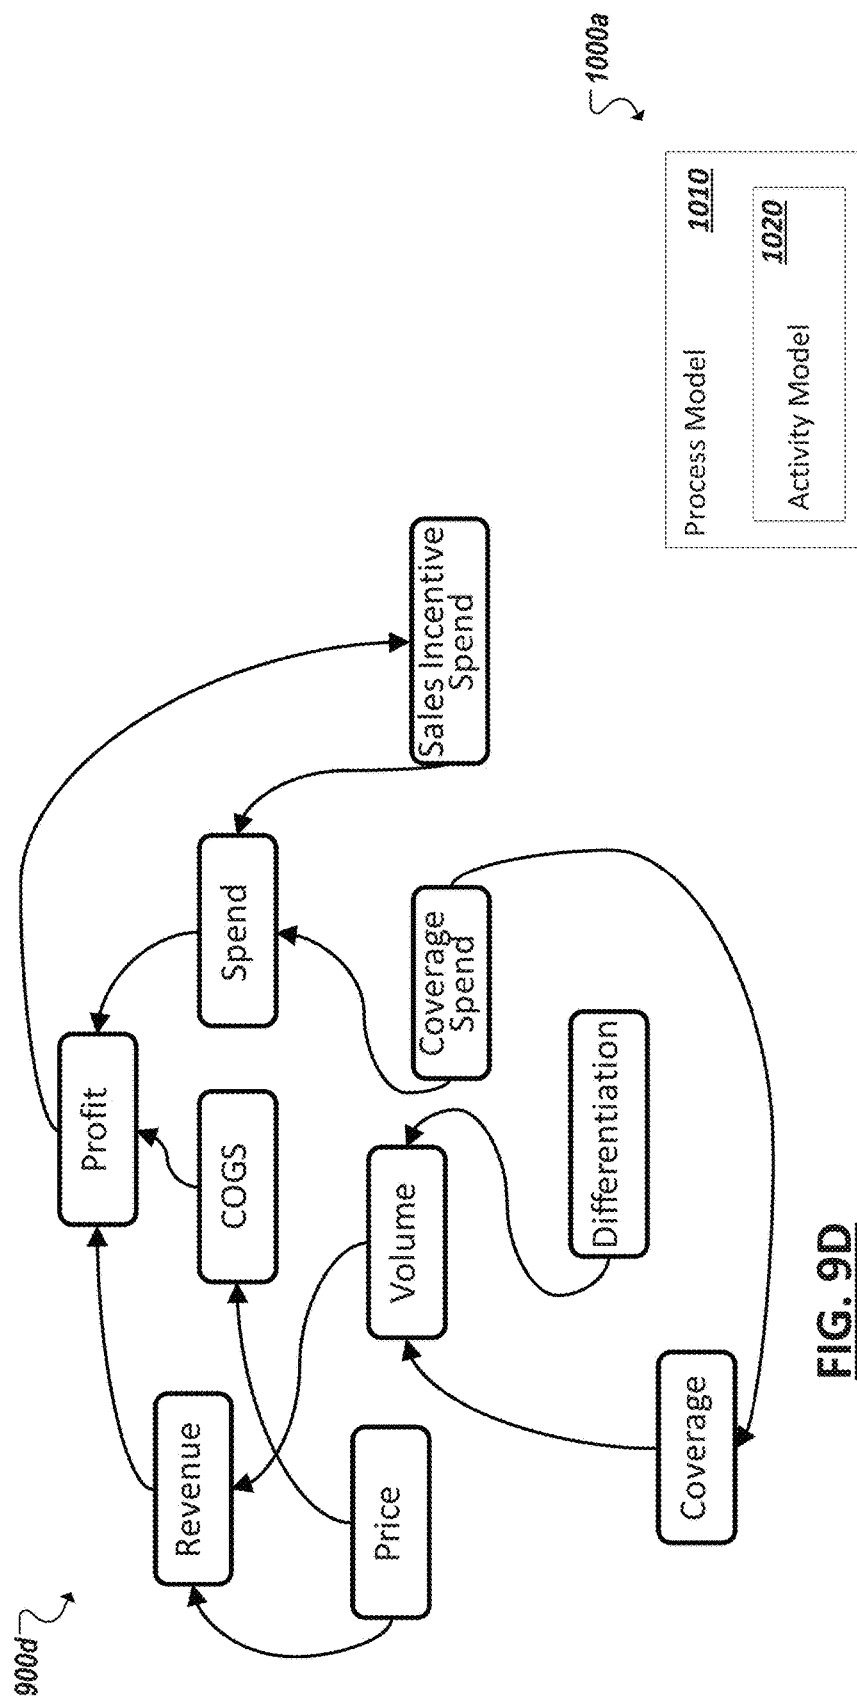 900d
Profit
Revenue
COGS
Spend
Price
Volume
Coverage
Spend
Sales Incentive
Spend
Differentiation
Coverage
FIG. 9D
1000a
Process Model
1010
Activity Model
1020